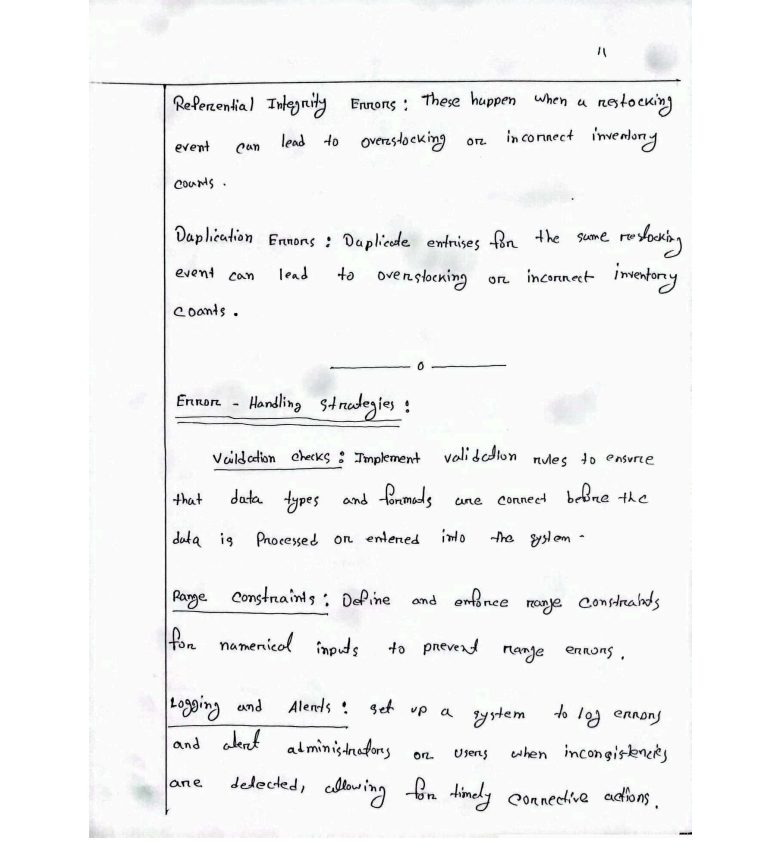 11
Referential Integrity Errors : These happen when a restocking
event can lead to overstocking or incorrect inventory
counts .
Duplication Errors : Duplicate entrises for the same restocking
event can lead to overstocking or incorrect inventory
Counts .
0
Error - Handling Strategies :
Vaildation checks : Implement validation rules to ensure
that data types and formats are correct before the
data is Processed or entered into the system -
Range Constraints : Define and enforce range Constraints
for numerical inputs to prevent range errors .
Logging and Alerts : Set up a system to log errors
and alert administrators or users when inconsistencies
are detected, allowing for timely Corrective actions .